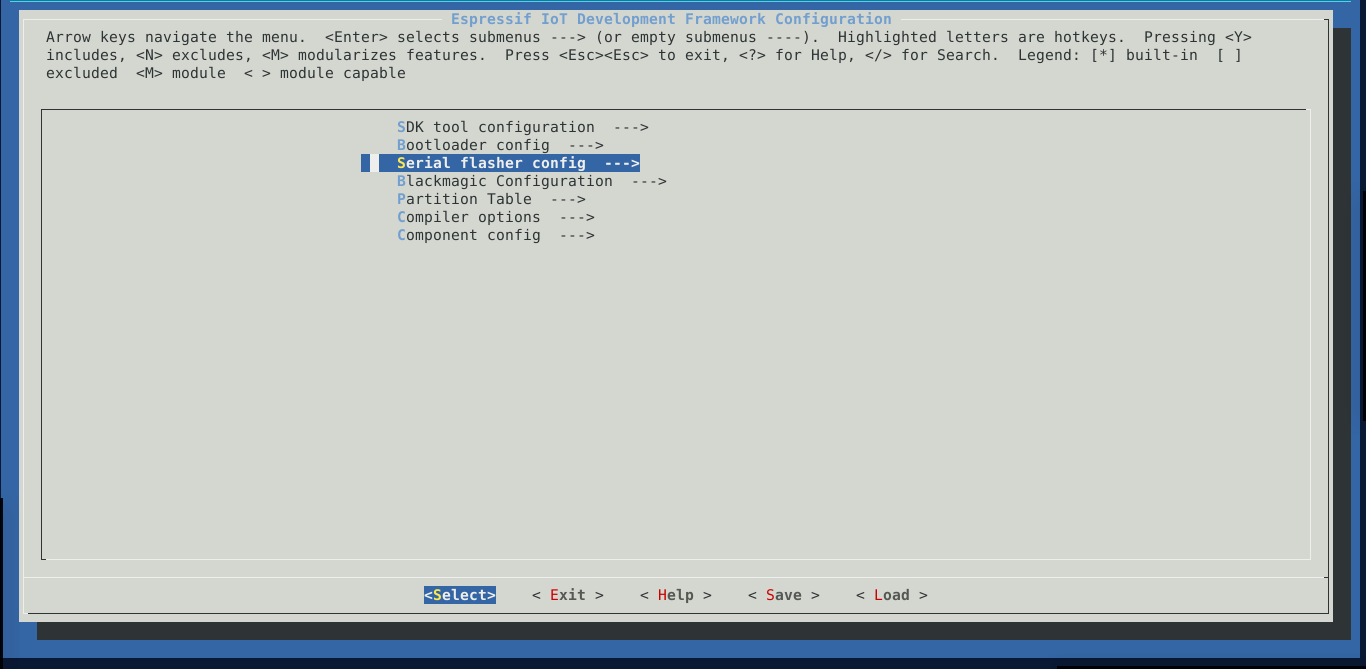 Espressif IoT Development Framework Configuration
Arrow keys navigate the menu.  <Enter> selects submenus ---> (or empty submenus ----).  Highlighted letters are hotkeys.  Pressing <Y>
includes, <N> excludes, <M> modularizes features.  Press <Esc><Esc> to exit, <?> for Help, </> for Search.  Legend: [*] built-in  [ ]
excluded  <M> module  < > module capable
SDK tool configuration  --->
Bootloader config  --->
Serial flasher config  --->
Blackmagic Configuration  --->
Partition Table  --->
Compiler options  --->
Component config  --->
<Select>    < Exit >    < Help >    < Save >    < Load >